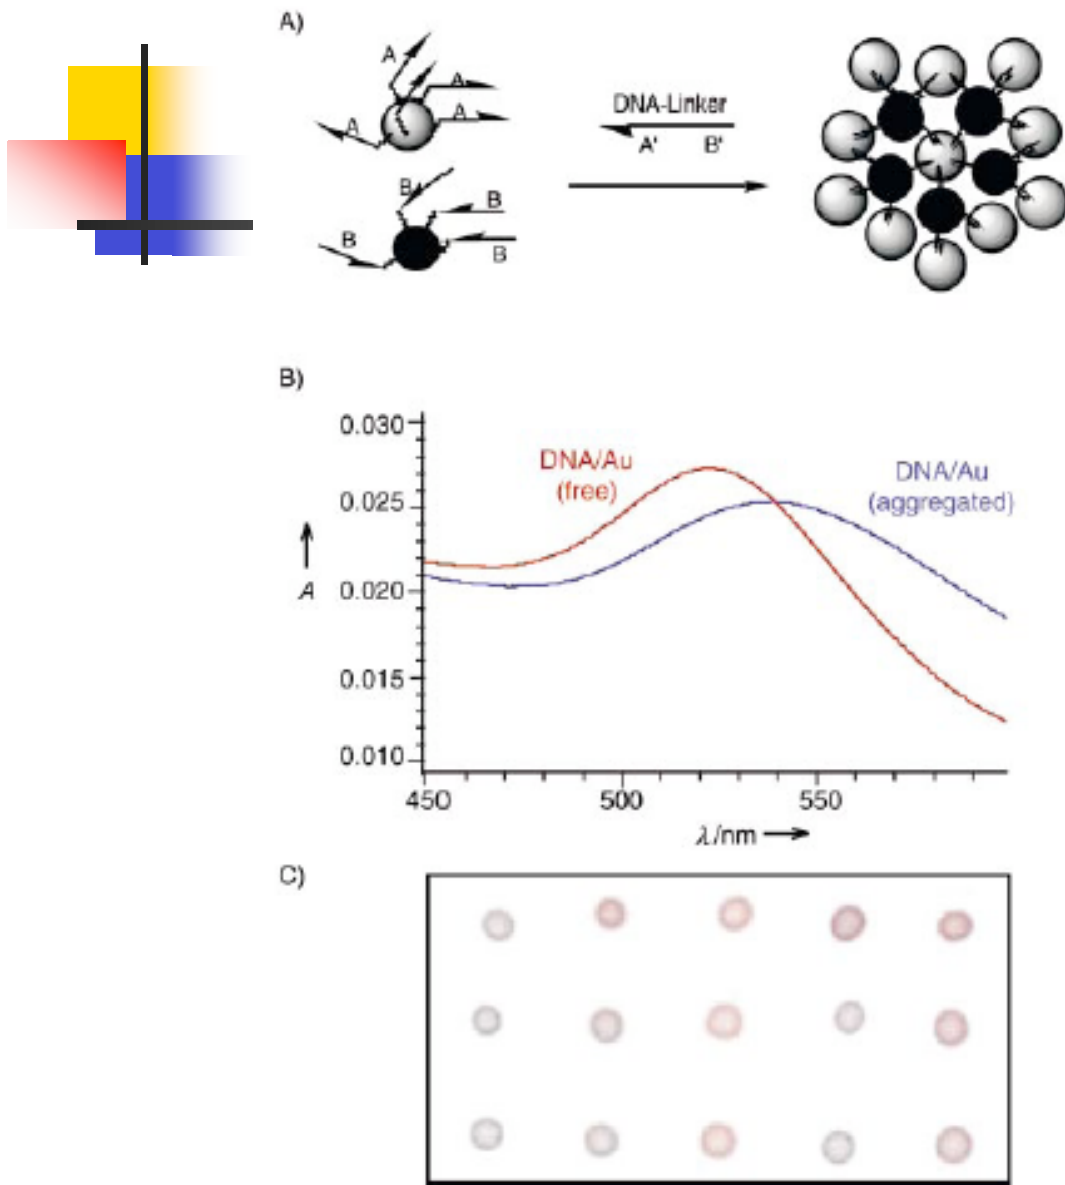 A)
A
A
A
A
DNA-Linker
A' B'
B
B
B
B
B)
0.030
0.025
0.020
0.015
0.010
A
DNA/Au
(free)
DNA/Au
(aggregated)
450 500 550
λ/nm
C)